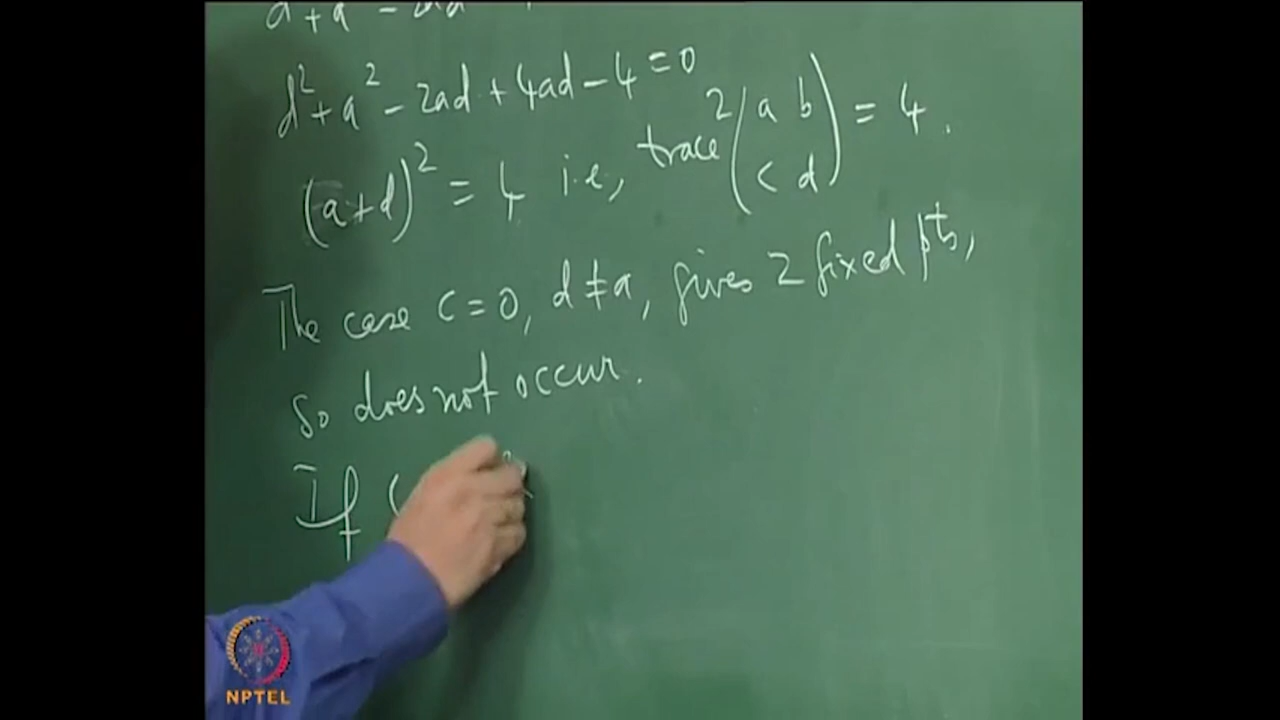 d² + a² - 2ad + 4ad - 4 = 0
(a+d)² = 4 i.e., trace² (a b
c d) = 4.
The case c = 0, d ≠ a, gives 2 fixed pts,
so does not occur.
If
NPTEL